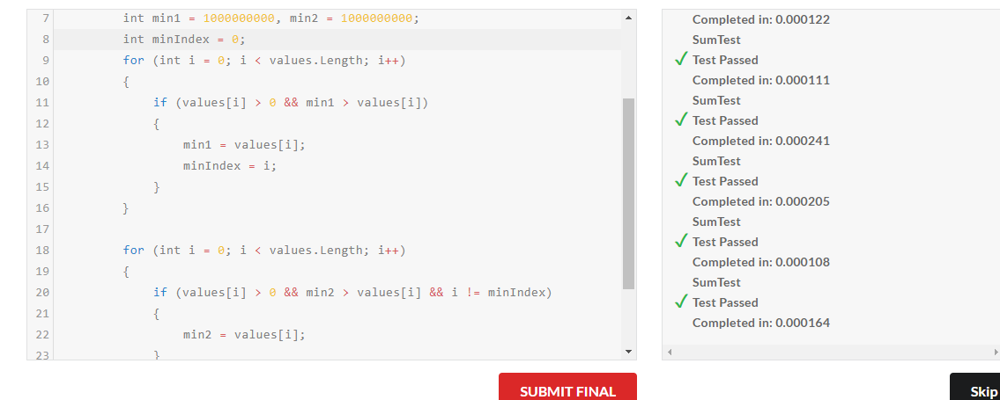 7 int min1 = 1000000000, min2 = 1000000000;
8 int minIndex = 0;
9 for (int i = 0; i < values.Length; i++)
10 {
11 if (values[i] > 0 && min1 > values[i])
12 {
13 min1 = values[i];
14 minIndex = i;
15 }
16 }
17
18 for (int i = 0; i < values.Length; i++)
19 {
20 if (values[i] > 0 && min2 > values[i] && i != minIndex)
21 {
22 min2 = values[i];
23 }
SUBMIT FINAL
Completed in: 0.000122
SumTest
✓ Test Passed
Completed in: 0.000111
SumTest
✓ Test Passed
Completed in: 0.000241
SumTest
✓ Test Passed
Completed in: 0.000205
SumTest
✓ Test Passed
Completed in: 0.000108
SumTest
✓ Test Passed
Completed in: 0.000164
Skip